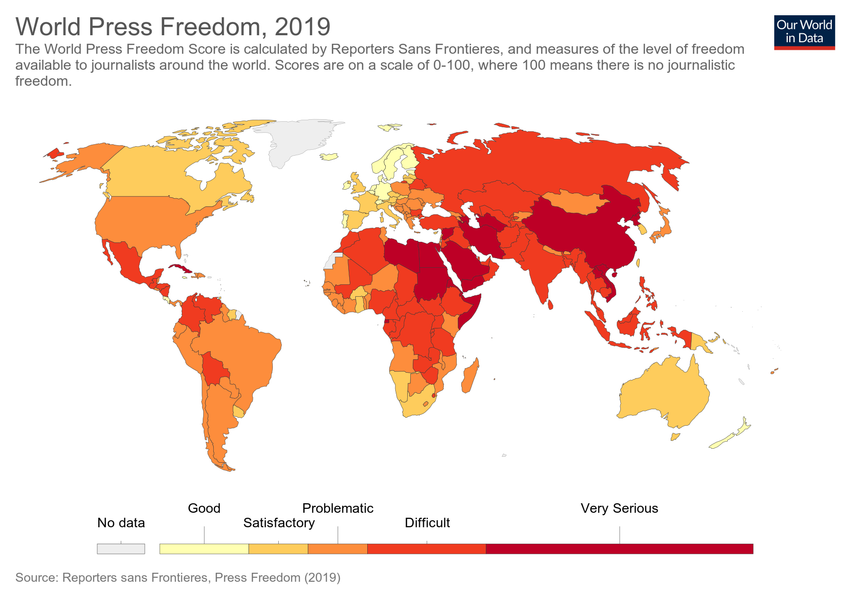 World Press Freedom, 2019
The World Press Freedom Score is calculated by Reporters Sans Frontieres, and measures of the level of freedom
available to journalists around the world. Scores are on a scale of 0-100, where 100 means there is no journalistic
freedom.
Our World
in Data
No data
Good
Satisfactory
Problematic
Difficult
Very Serious
Source: Reporters sans Frontieres, Press Freedom (2019)